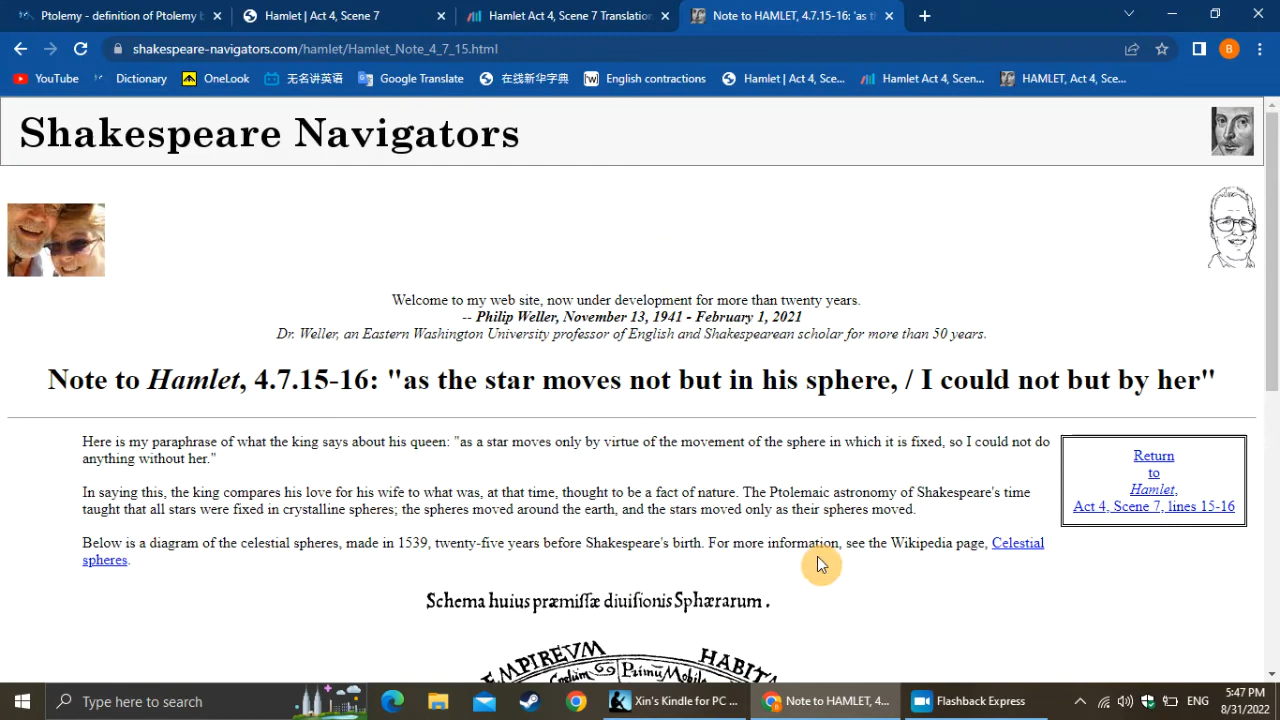 Ptolemy - definition of Ptolemy b
Hamlet | Act 4, Scene 7
Hamlet Act 4, Scene 7 Translation
Note to HAMLET, 4.7.15-16: 'as th
shakespeare-navigators.com/hamlet/Hamlet_Note_4_7_15.html
B
YouTube
Dictionary
OneLook
无名讲英语
Google Translate
在线新华字典
[w] English contractions
Hamlet | Act 4, Sce...
Hamlet Act 4, Scen...
HAMLET, Act 4, Sce...
Shakespeare Navigators
Welcome to my web site, now under development for more than twenty years.
-- Philip Weller, November 13, 1941 - February 1, 2021
Dr. Weller, an Eastern Washington University professor of English and Shakespearean scholar for more than 50 years.
Note to Hamlet, 4.7.15-16: "as the star moves not but in his sphere, / I could not but by her"
Here is my paraphrase of what the king says about his queen: "as a star moves only by virtue of the movement of the sphere in which it is fixed, so I could not do
anything without her."
In saying this, the king compares his love for his wife to what was, at that time, thought to be a fact of nature. The Ptolemaic astronomy of Shakespeare's time
taught that all stars were fixed in crystalline spheres; the spheres moved around the earth, and the stars moved only as their spheres moved.
Below is a diagram of the celestial spheres, made in 1539, twenty-five years before Shakespeare's birth. For more information, see the Wikipedia page, Celestial
spheres.
Return
to
Hamlet,
Act 4, Scene 7, lines 15-16
Schema huius præmissæ diuisionis Sphærarum .
EMPIREVM HABITA
Cœlum Primū Mobile
Type here to search
Xin's Kindle for PC ...
Note to HAMLET, 4...
Flashback Express
ENG
5:47 PM
8/31/2022